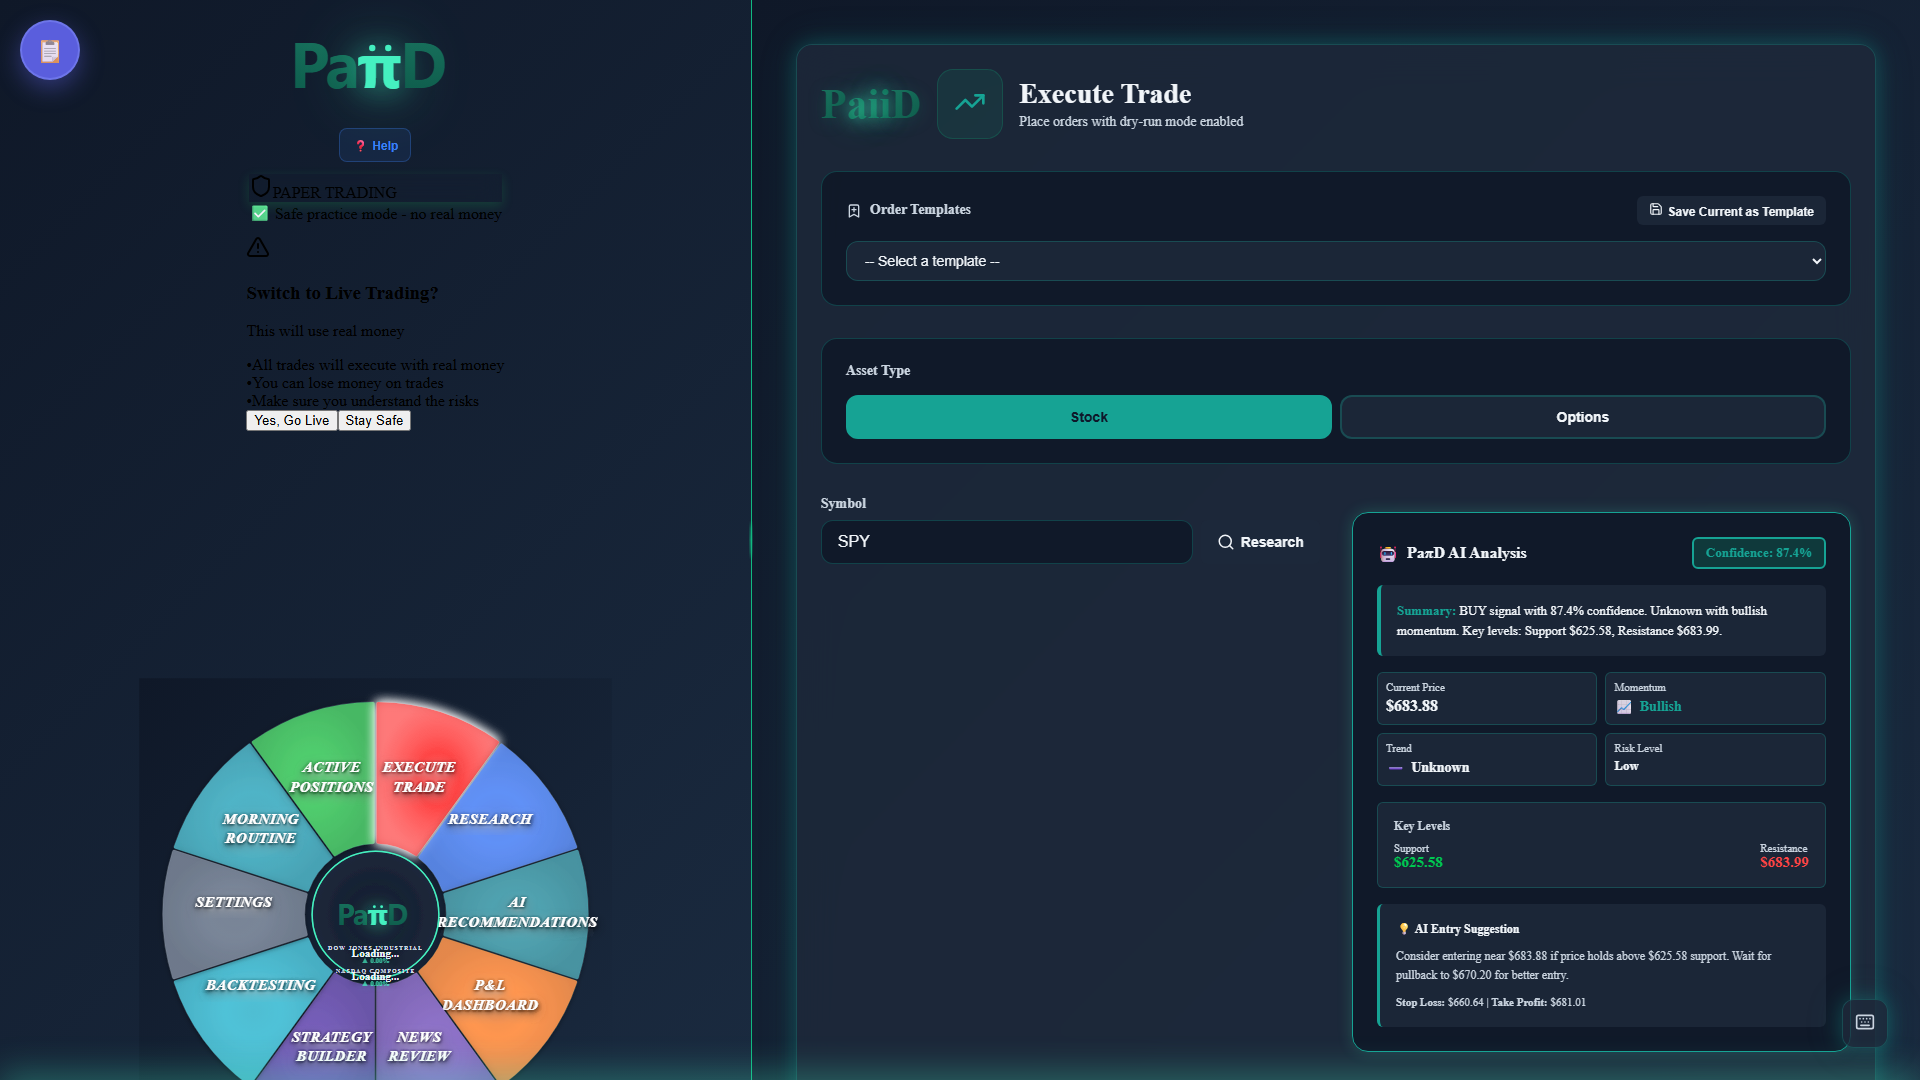 PaπD
❓ Help
PAPER TRADING
✅ Safe practice mode - no real money
Switch to Live Trading?
This will use real money
•All trades will execute with real money
•You can lose money on trades
•Make sure you understand the risks
Yes, Go Live
Stay Safe
ACTIVE
POSITIONS
EXECUTE
TRADE
RESEARCH
AI
RECOMMENDATIONS
P&L
DASHBOARD
NEWS
REVIEW
STRATEGY
BUILDER
BACKTESTING
SETTINGS
MORNING
ROUTINE
PaπD
DOW JONES INDUSTRIAL
Loading...
▲ 0.00%
NASDAQ COMPOSITE
Loading...
▲ 0.00%
PaiiD
Execute Trade
Place orders with dry-run mode enabled
Order Templates
Save Current as Template
-- Select a template --
Asset Type
Stock
Options
Symbol
SPY
Research
PaπD AI Analysis
Confidence: 87.4%
Summary: BUY signal with 87.4% confidence. Unknown with bullish
momentum. Key levels: Support $625.58, Resistance $683.99.
Current Price
$683.88
Momentum
📈 Bullish
Trend
➖ Unknown
Risk Level
Low
Key Levels
Support
$625.58
Resistance
$683.99
💡 AI Entry Suggestion
Consider entering near $683.88 if price holds above $625.58 support. Wait for
pullback to $670.20 for better entry.
Stop Loss: $660.64 | Take Profit: $681.01